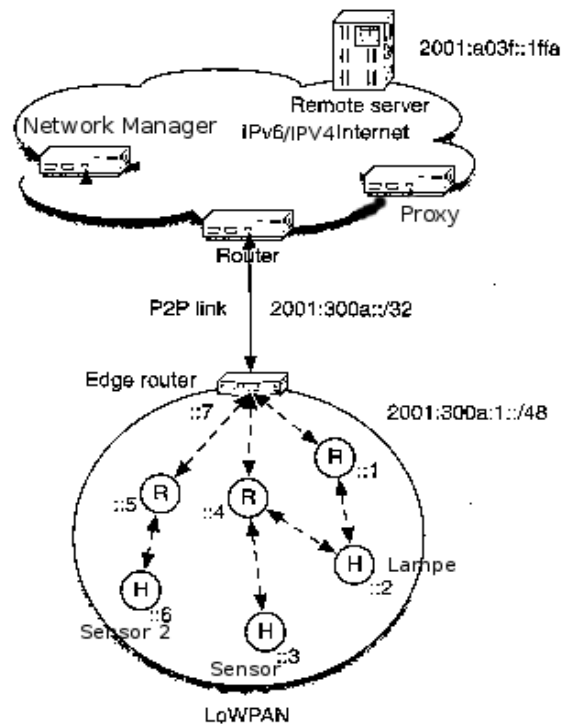 2001:a03f::1ffa
Remote server
Network Manager
iPv6/IPV4Internet
Proxy
Router
P2P link
2001:300a::/32
Edge router
::7
2001:300a:1::/48
R
::1
R
::5
R
::4
H
Lampe
::2
H
::6
Sensor 2
H
::3
Sensor
LoWPAN